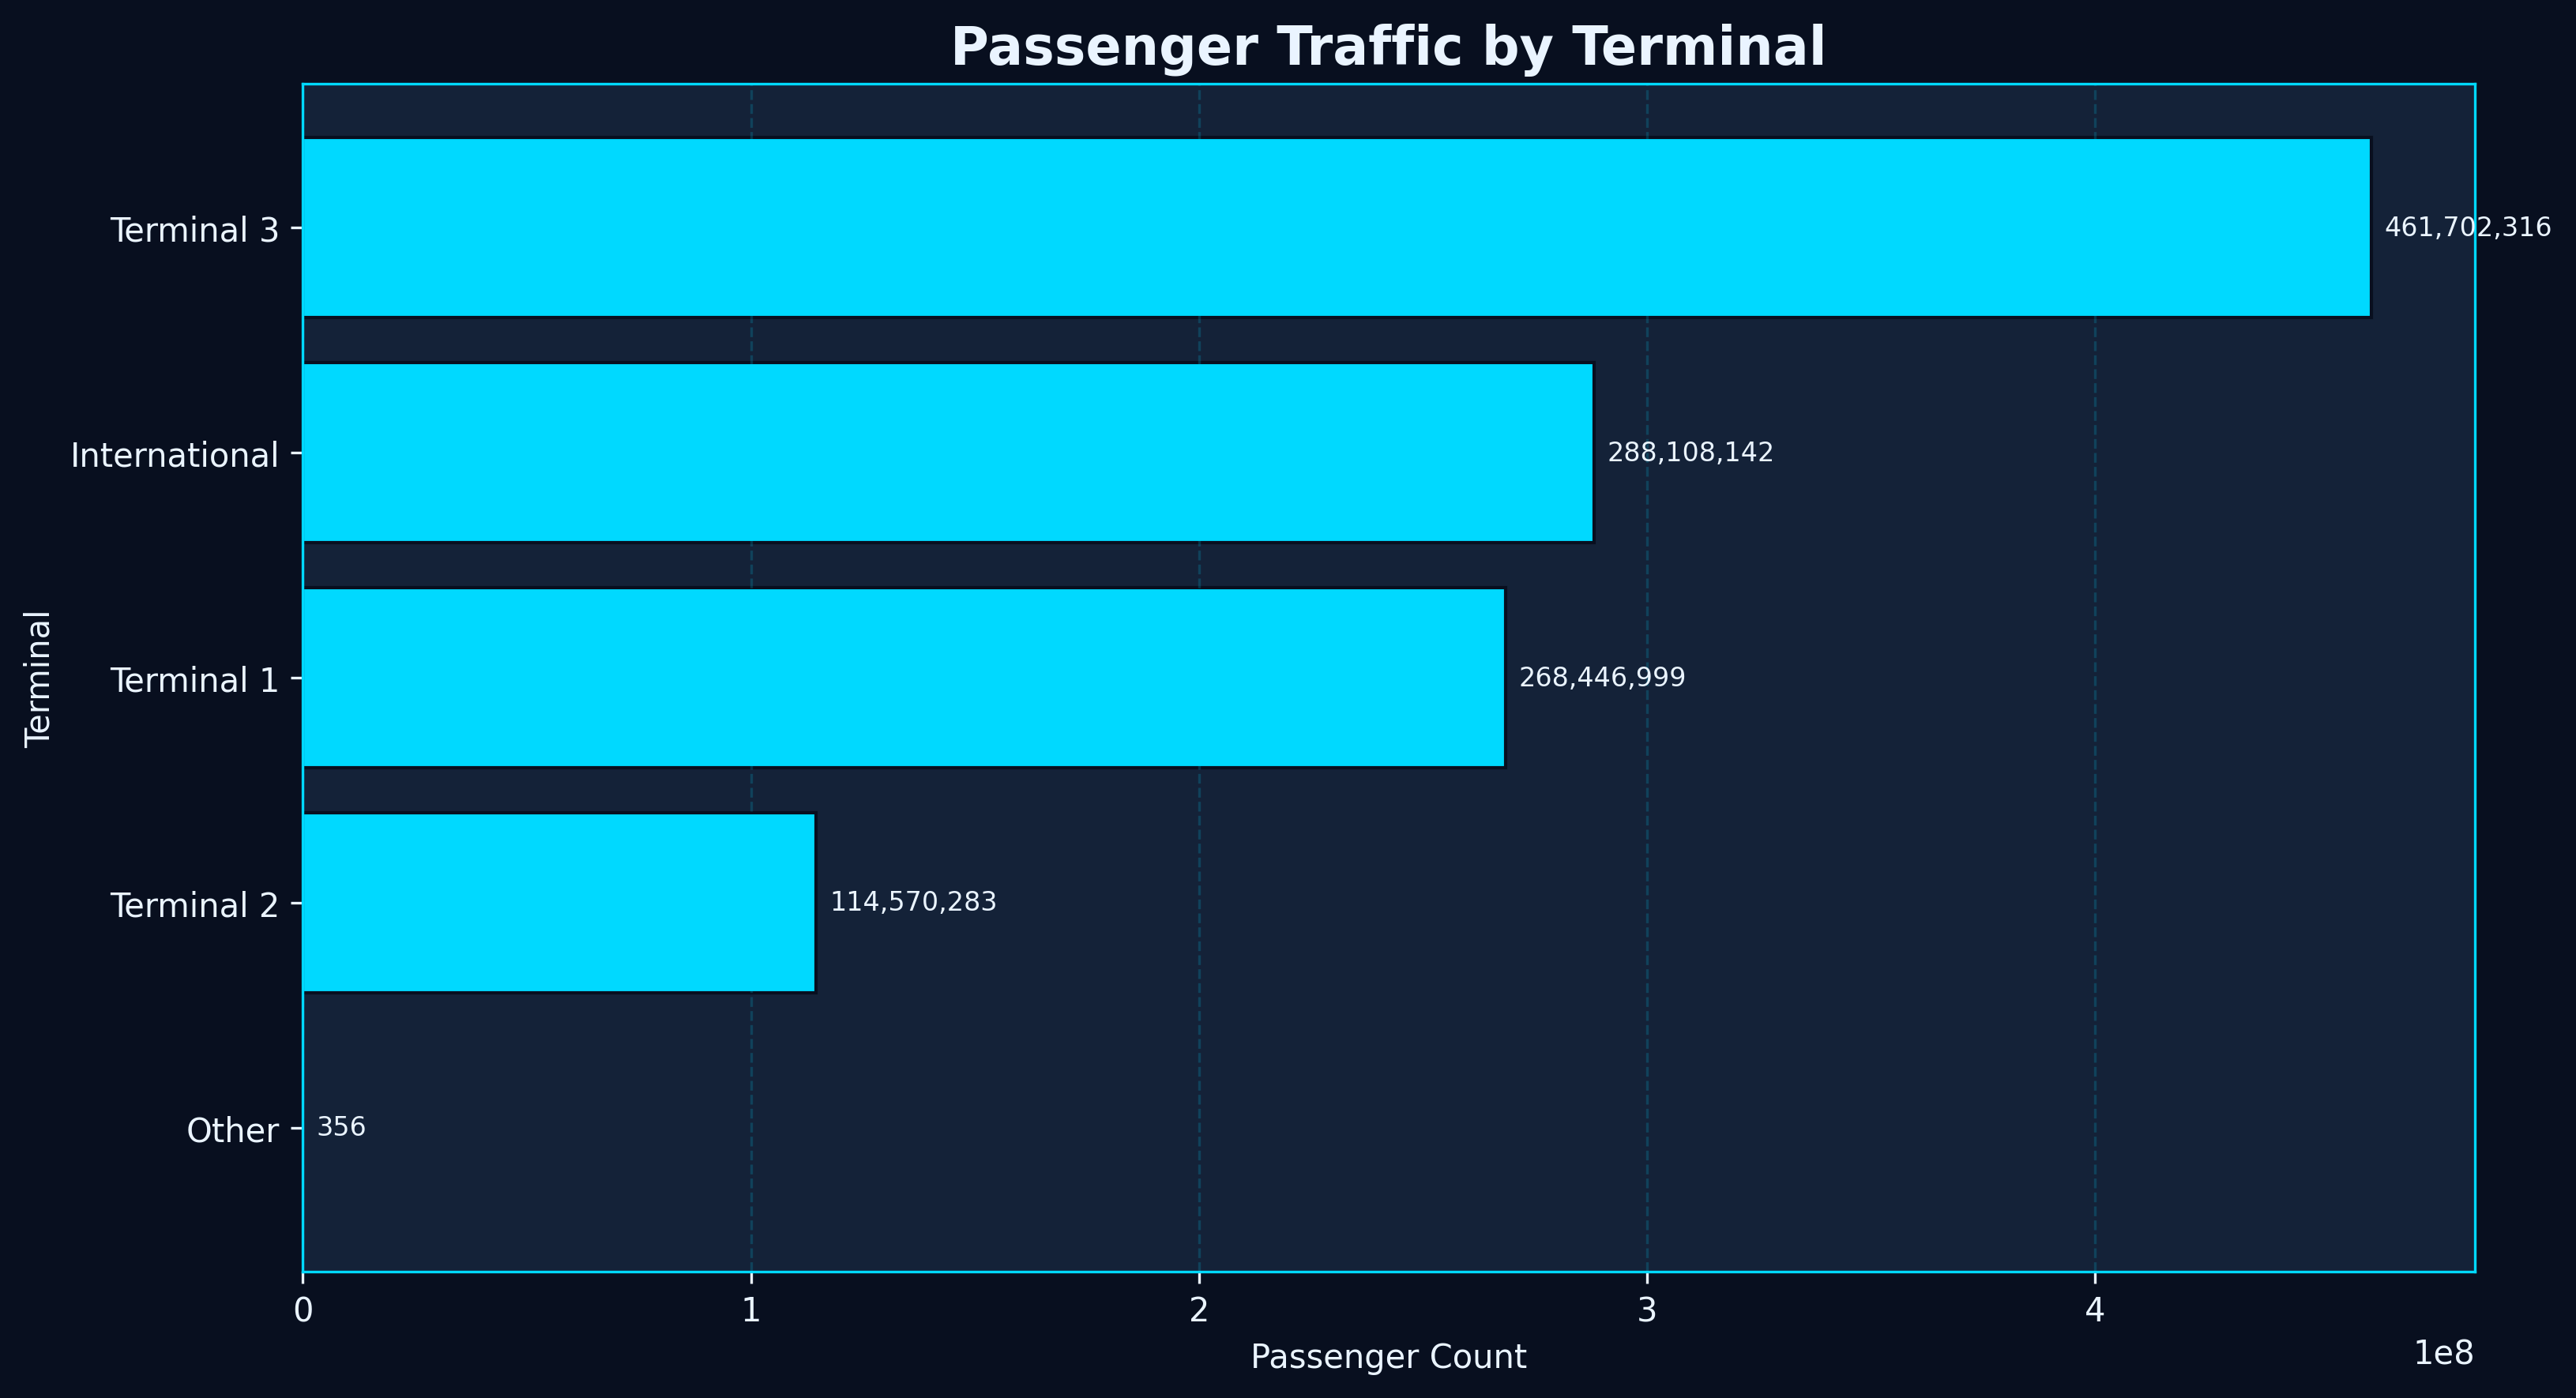 Passenger Traffic by Terminal
Terminal 3
461,702,316
International
288,108,142
Terminal 1
268,446,999
Terminal 2
114,570,283
Other
356
Terminal
0 1 2 3 4
1e8
Passenger Count